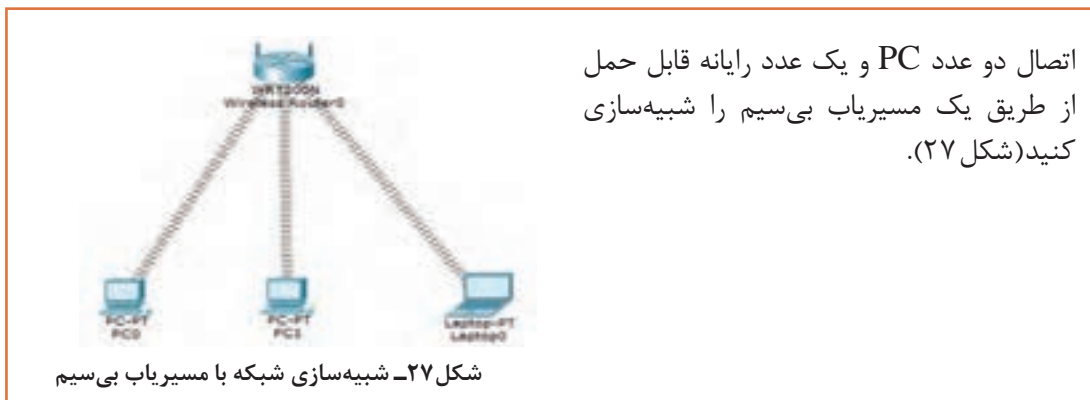 اتصال دو عدد PC و یک عدد رایانه قابل حمل
از طریق یک مسیریاب بی‌سیم را شبیه‌سازی
کنید(شکل ۲۷).
WRT300N
Wireless Router0
PC-PT
PC0
PC-PT
PC1
Laptop-PT
Laptop0
شکل ۲۷ـ شبیه‌سازی شبکه با مسیریاب بی‌سیم